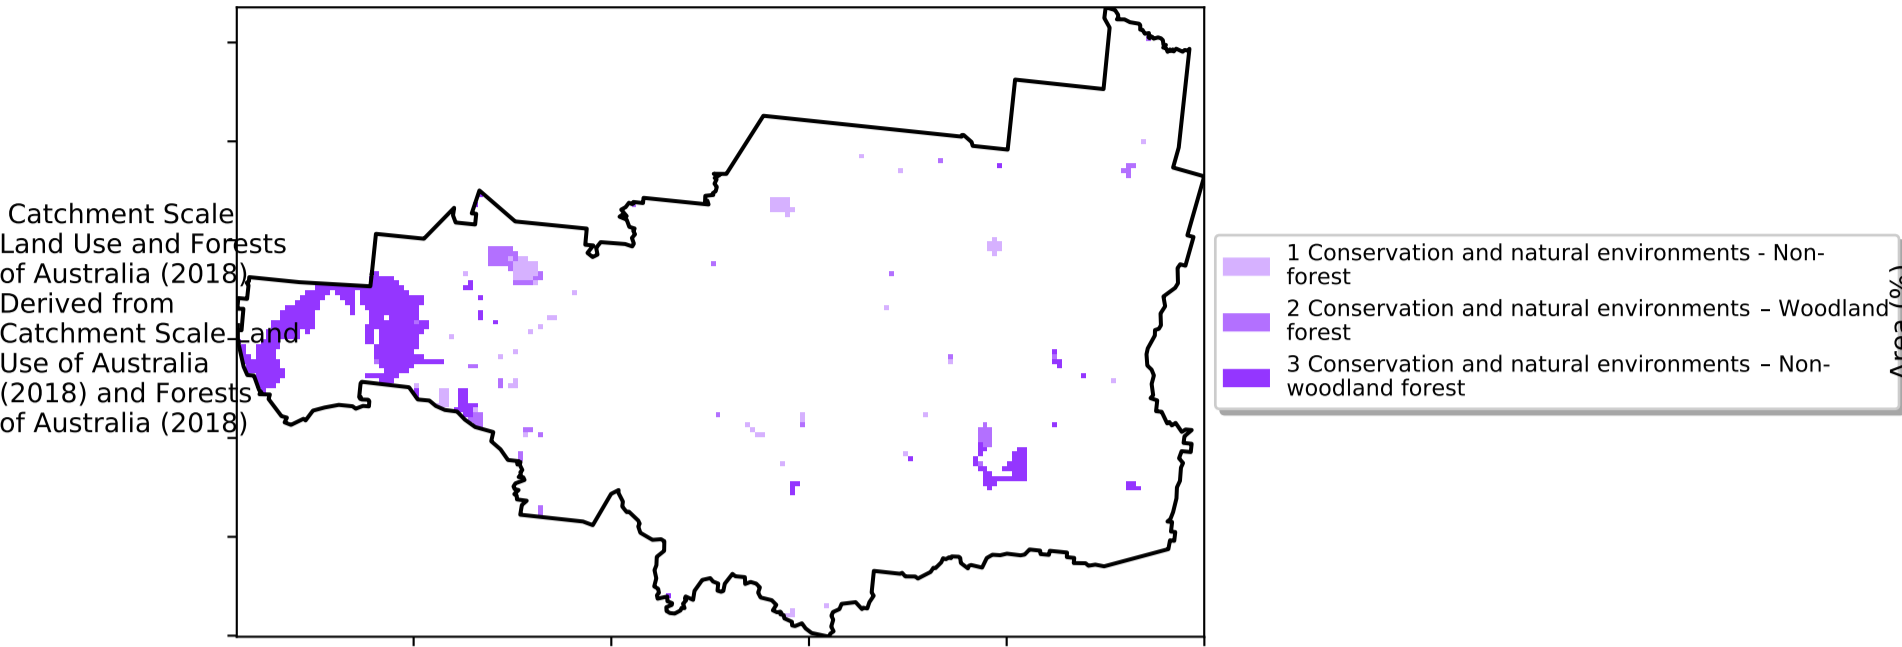 Catchment Scale
Land Use and Forests
of Australia (2018)
Derived from
Catchment Scale Land
Use of Australia
(2018) and Forests
of Australia (2018)
1 Conservation and natural environments - Non-
forest
2 Conservation and natural environments – Woodland
forest
3 Conservation and natural environments – Non-
woodland forest